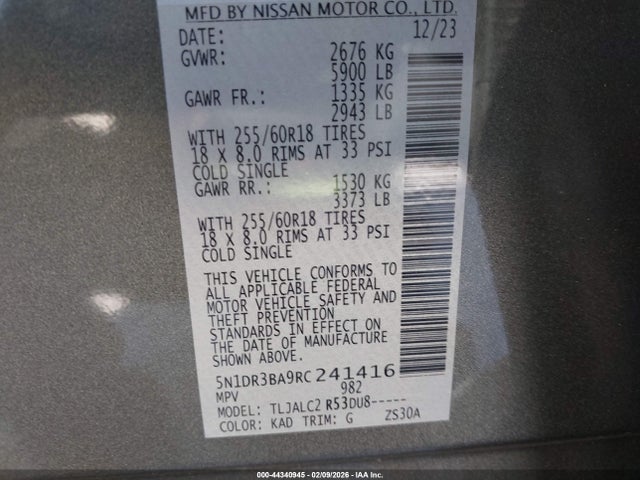 MFD BY NISSAN MOTOR CO., LTD.
DATE: 12/23
GVWR: 2676 KG
5900 LB
GAWR FR.: 1335 KG
2943 LB
WITH 255/60R18 TIRES
18 X 8.0 RIMS AT 33 PSI
COLD SINGLE
GAWR RR.: 1530 KG
3373 LB
WITH 255/60R18 TIRES
18 X 8.0 RIMS AT 33 PSI
COLD SINGLE
THIS VEHICLE CONFORMS TO
ALL APPLICABLE FEDERAL
MOTOR VEHICLE SAFETY AND
THEFT PREVENTION
STANDARDS IN EFFECT ON
THE DATE OF MANUFACTURE
SHOWN ABOVE.
5N1DR3BA9RC241416
MPV 982
MODEL: TLJALC2 R53DU8-----
COLOR: KAD TRIM: G ZS30A
000-44340945 - 02/09/2026 - IAA Inc.